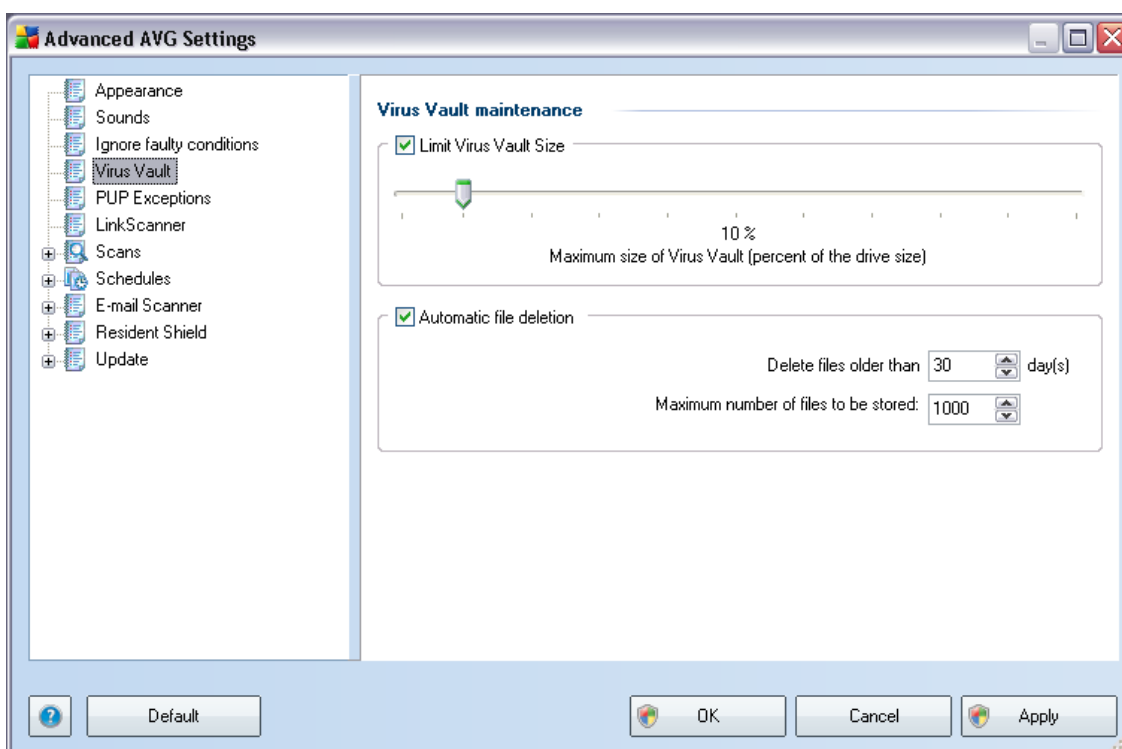 Advanced AVG Settings
Appearance
Sounds
Ignore faulty conditions
Virus Vault
PUP Exceptions
LinkScanner
Scans
Schedules
E-mail Scanner
Resident Shield
Update
Virus Vault maintenance
Limit Virus Vault Size
10 %
Maximum size of Virus Vault (percent of the drive size)
Automatic file deletion
Delete files older than 30 day(s)
Maximum number of files to be stored: 1000
? Default OK Cancel Apply